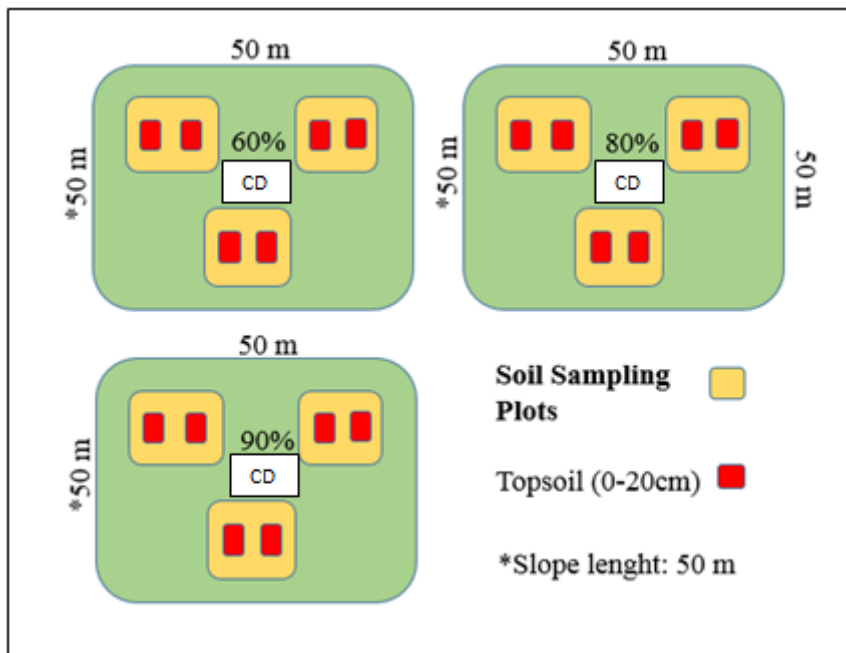 50 m
50 m
*50 m
60%
CD
*50 m
80%
CD
50 m
50 m
*50 m
90%
CD
Soil Sampling
Plots
Topsoil (0-20cm)
*Slope lenght: 50 m